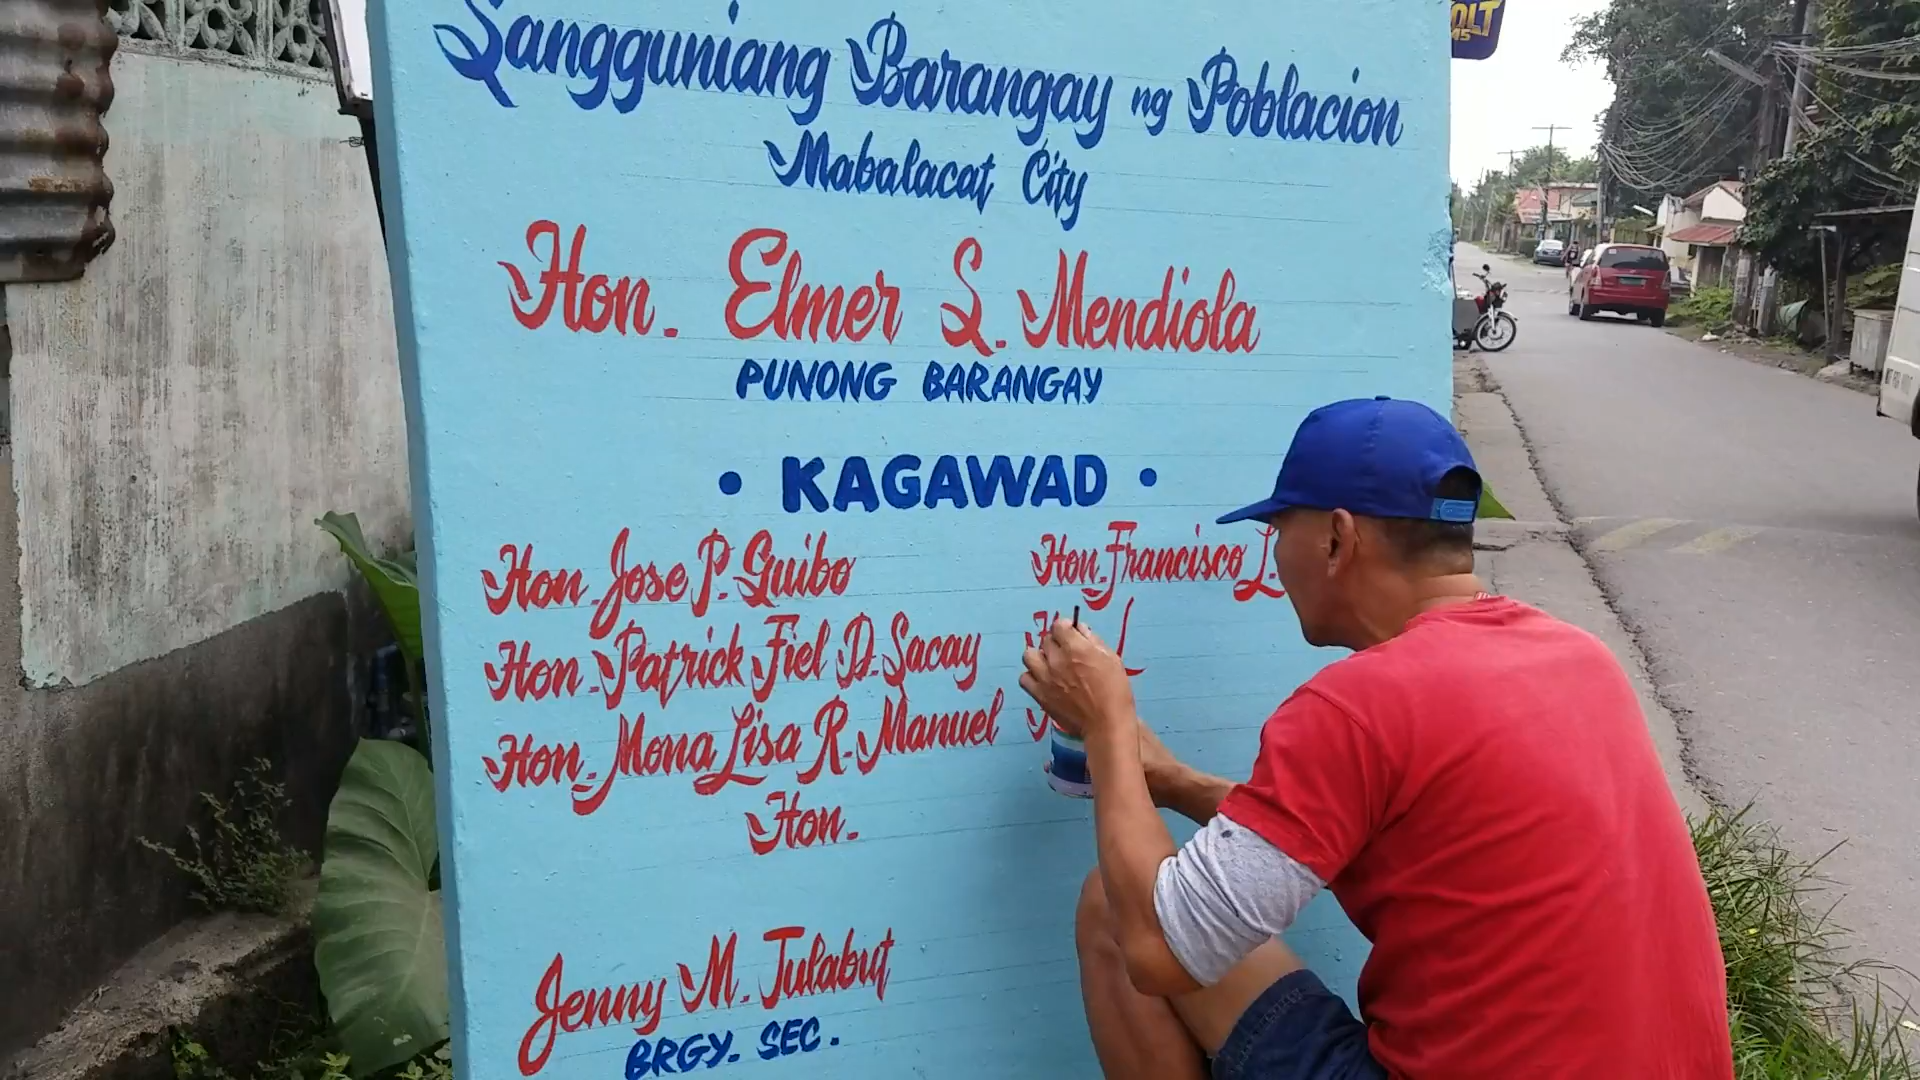 Sangguniang Barangay ng Poblacion
Mabalacat City
Hon. Elmer S. Mendiola
PUNONG BARANGAY
• KAGAWAD •
Hon. Jose P. Guibo
Hon. Patrick Fiel D. Sacay
Hon. Mona Lisa R. Manuel
Hon. Francisco L.
L
Hon.
Jenny M. Tulabut
BRGY. SEC.